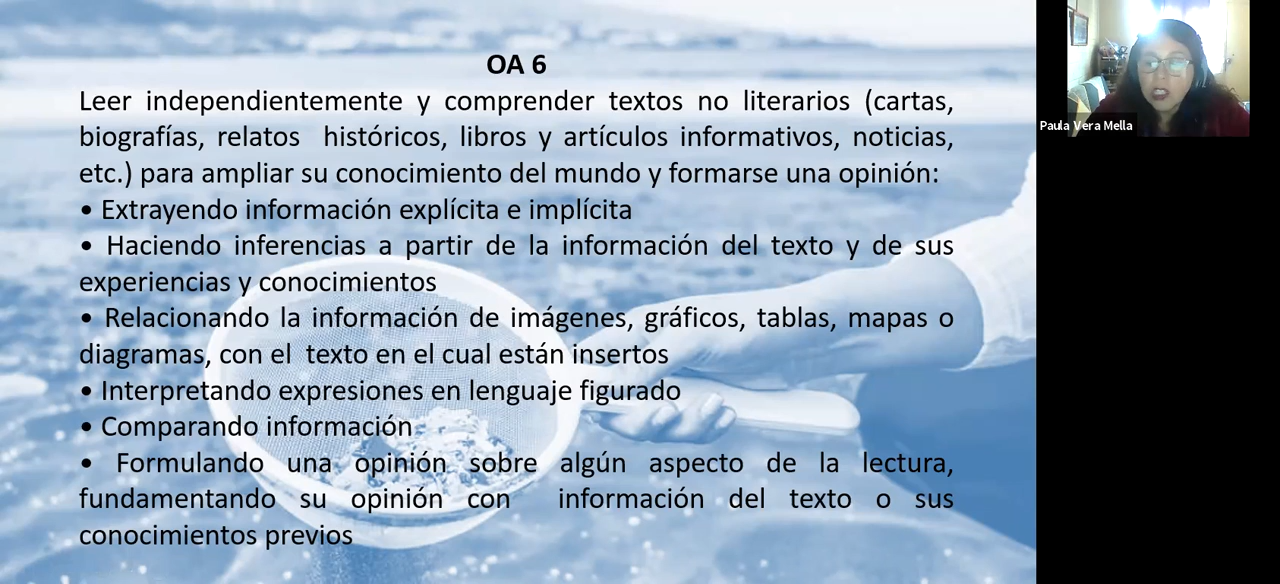 OA 6
Leer independientemente y comprender textos no literarios (cartas,
biografías, relatos históricos, libros y artículos informativos, noticias,
etc.) para ampliar su conocimiento del mundo y formarse una opinión:
• Extrayendo información explícita e implícita
• Haciendo inferencias a partir de la información del texto y de sus
experiencias y conocimientos
• Relacionando la información de imágenes, gráficos, tablas, mapas o
diagramas, con el texto en el cual están insertos
• Interpretando expresiones en lenguaje figurado
• Comparando información
• Formulando una opinión sobre algún aspecto de la lectura,
fundamentando su opinión con información del texto o sus
conocimientos previos
Paula Vera Mella